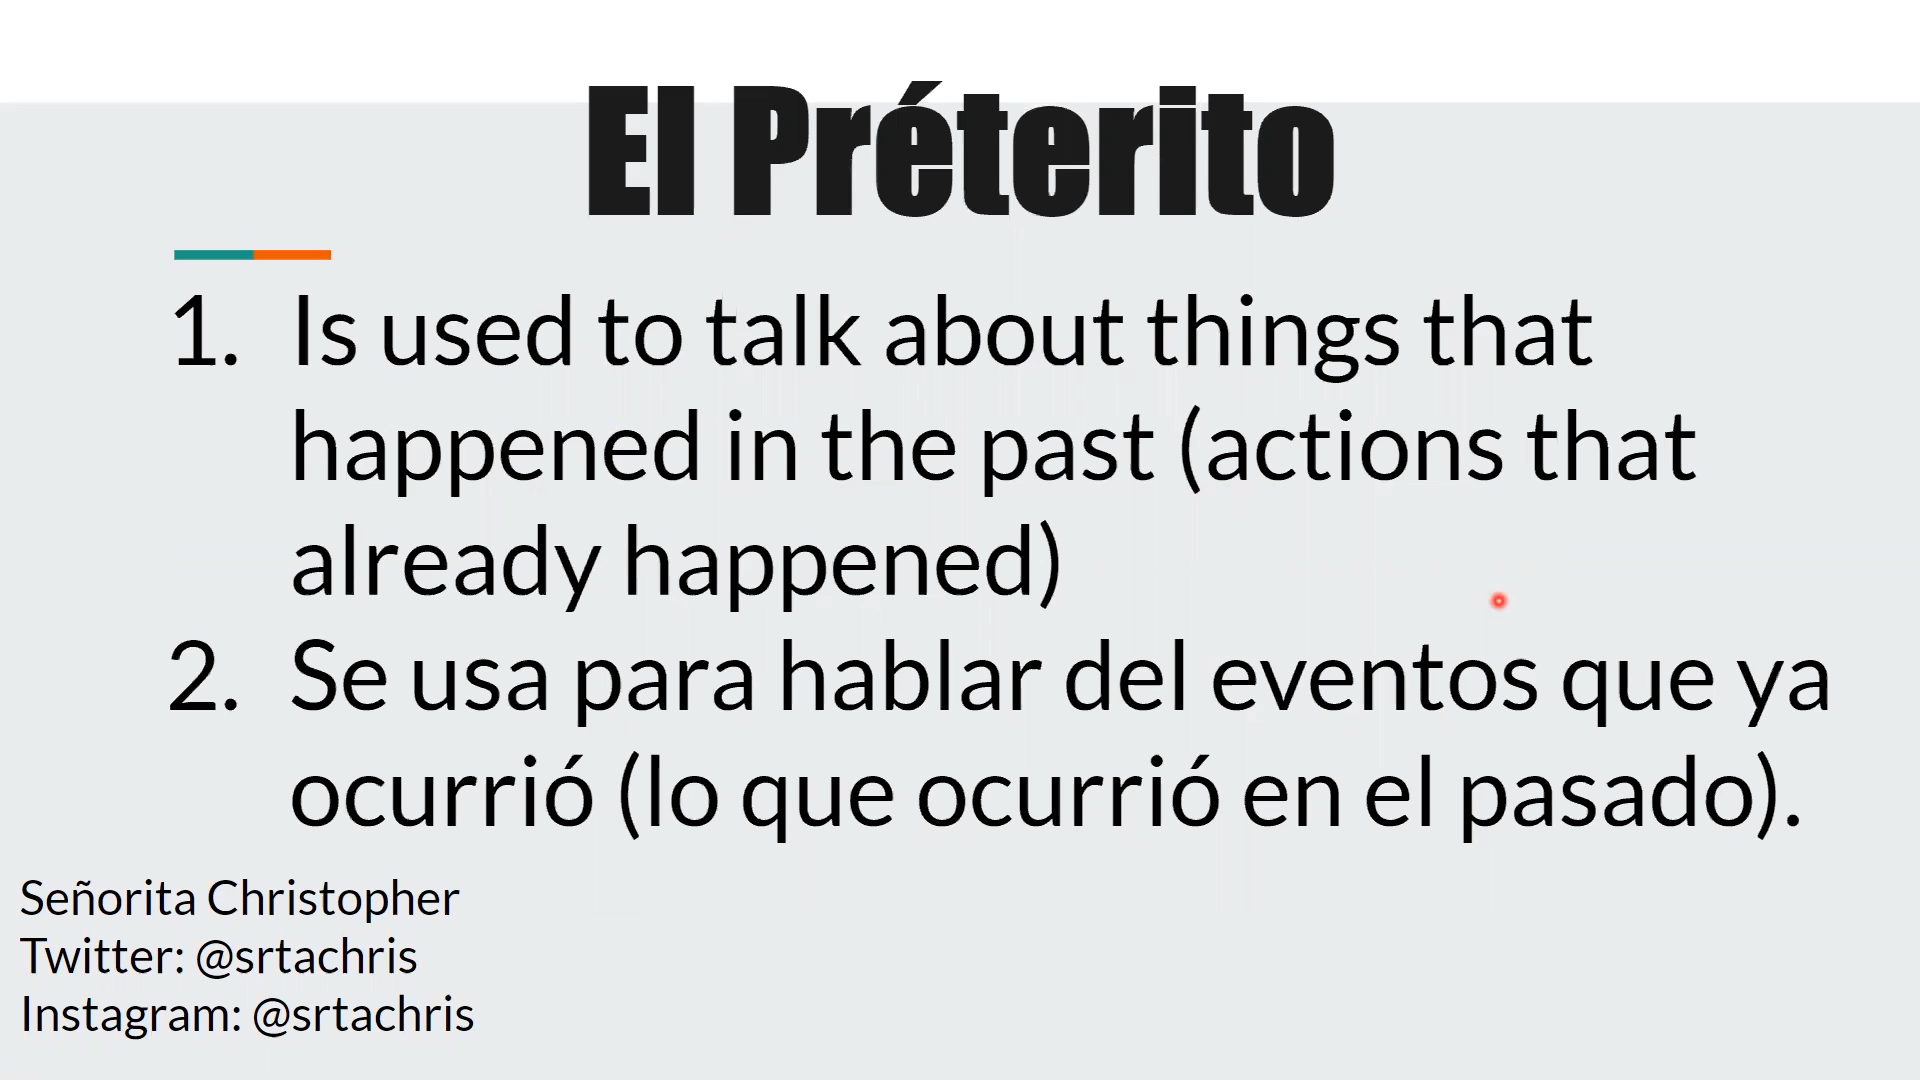 El Préterito
1. Is used to talk about things that
happened in the past (actions that
already happened)
2. Se usa para hablar del eventos que ya
ocurrió (lo que ocurrió en el pasado).
Señorita Christopher
Twitter: @srtachris
Instagram: @srtachris